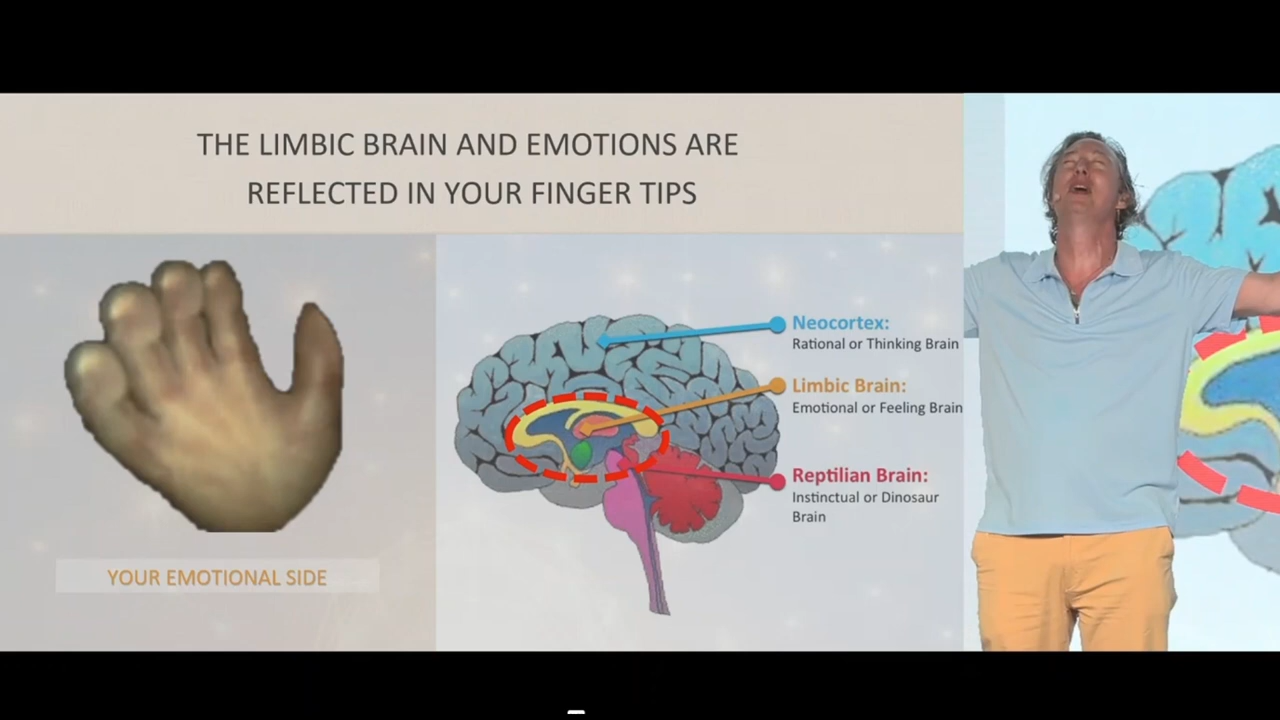 THE LIMBIC BRAIN AND EMOTIONS ARE
REFLECTED IN YOUR FINGER TIPS
Neocortex:
Rational or Thinking Brain
Limbic Brain:
Emotional or Feeling Brain
Reptilian Brain:
Instinctual or Dinosaur
Brain
YOUR EMOTIONAL SIDE